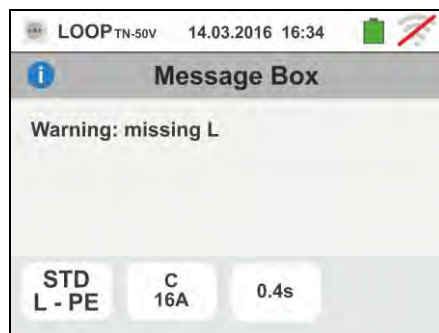 LOOP TN-50V 14.03.2016 16:34
Message Box
Warning: missing L
STD
L - PE
C
16A
0.4s